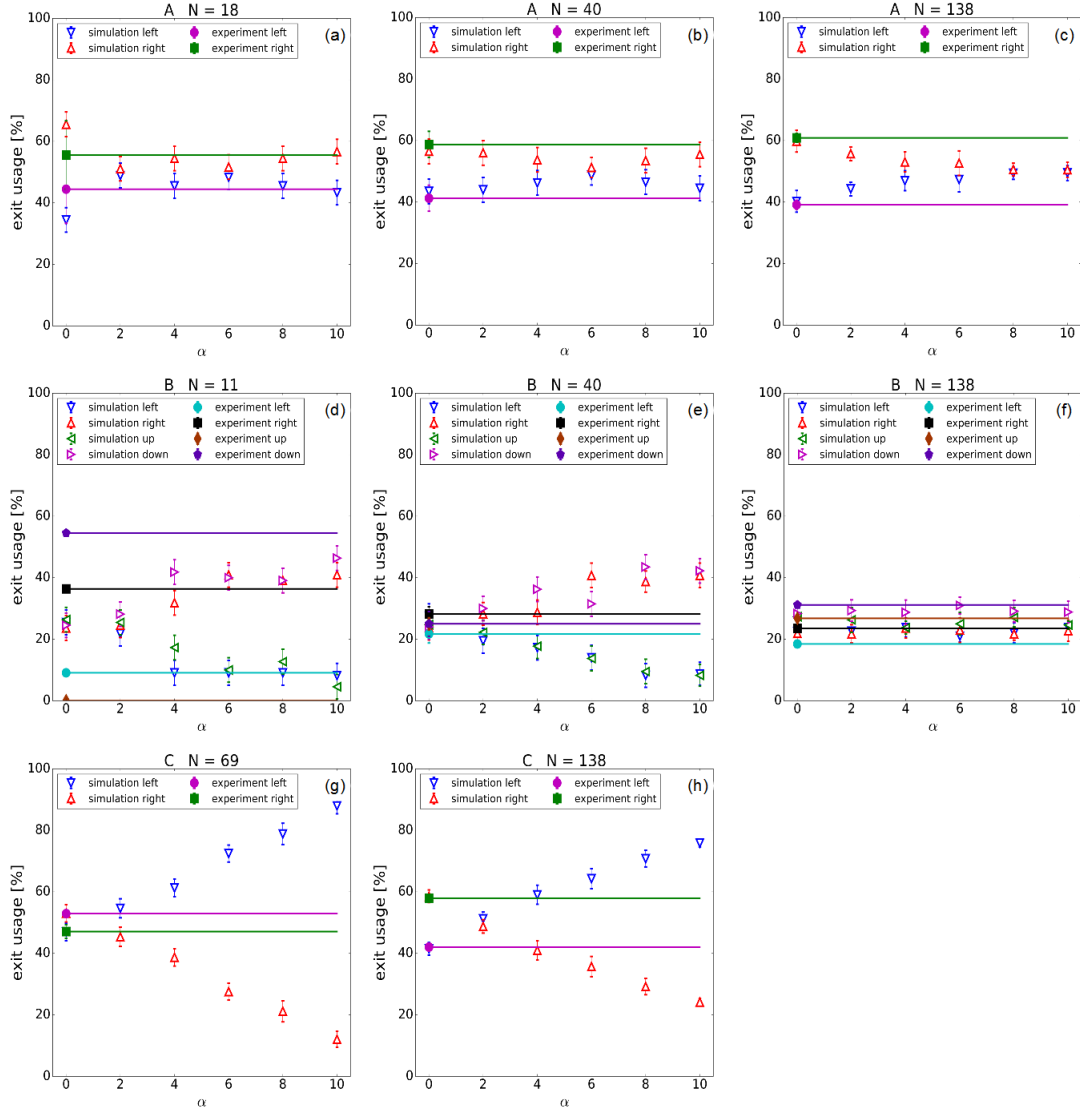 A N = 18
simulation left
simulation right
experiment left
experiment right
(a)
100
80
60
40
20
0
exit usage [%]
0 2 4 6 8 10
α
A N = 40
simulation left
simulation right
experiment left
experiment right
(b)
100
80
60
40
20
0
exit usage [%]
0 2 4 6 8 10
α
A N = 138
simulation left
simulation right
experiment left
experiment right
(c)
100
80
60
40
20
0
exit usage [%]
0 2 4 6 8 10
α
B N = 11
simulation left
simulation right
simulation up
simulation down
experiment left
experiment right
experiment up
experiment down
(d)
100
80
60
40
20
0
exit usage [%]
0 2 4 6 8 10
α
B N = 40
simulation left
simulation right
simulation up
simulation down
experiment left
experiment right
experiment up
experiment down
(e)
100
80
60
40
20
0
exit usage [%]
0 2 4 6 8 10
α
B N = 138
simulation left
simulation right
simulation up
simulation down
experiment left
experiment right
experiment up
experiment down
(f)
100
80
60
40
20
0
exit usage [%]
0 2 4 6 8 10
α
C N = 69
simulation left
simulation right
experiment left
experiment right
(g)
100
80
60
40
20
0
exit usage [%]
0 2 4 6 8 10
α
C N = 138
simulation left
simulation right
experiment left
experiment right
(h)
100
80
60
40
20
0
exit usage [%]
0 2 4 6 8 10
α